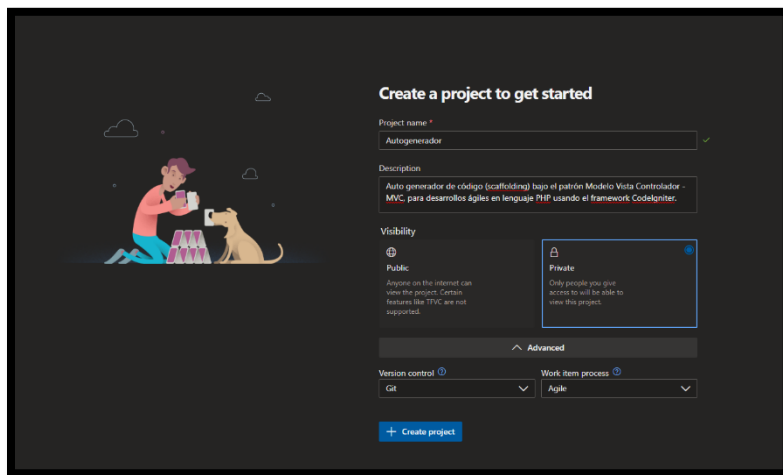 Create a project to get started
Project name *
Autogenerador
Description
Auto generador de código (scaffolding) bajo el patrón Modelo Vista Controlador -
MVC, para desarrollos ágiles en lenguaje PHP usando el framework CodeIgniter.
Visibility
Public
Anyone on the internet can
view the project. Certain
features like TFVC are not
supported.
Private
Only people you give
access to will be able to
view this project.
Advanced
Version control
Git
Work item process
Agile
+ Create project